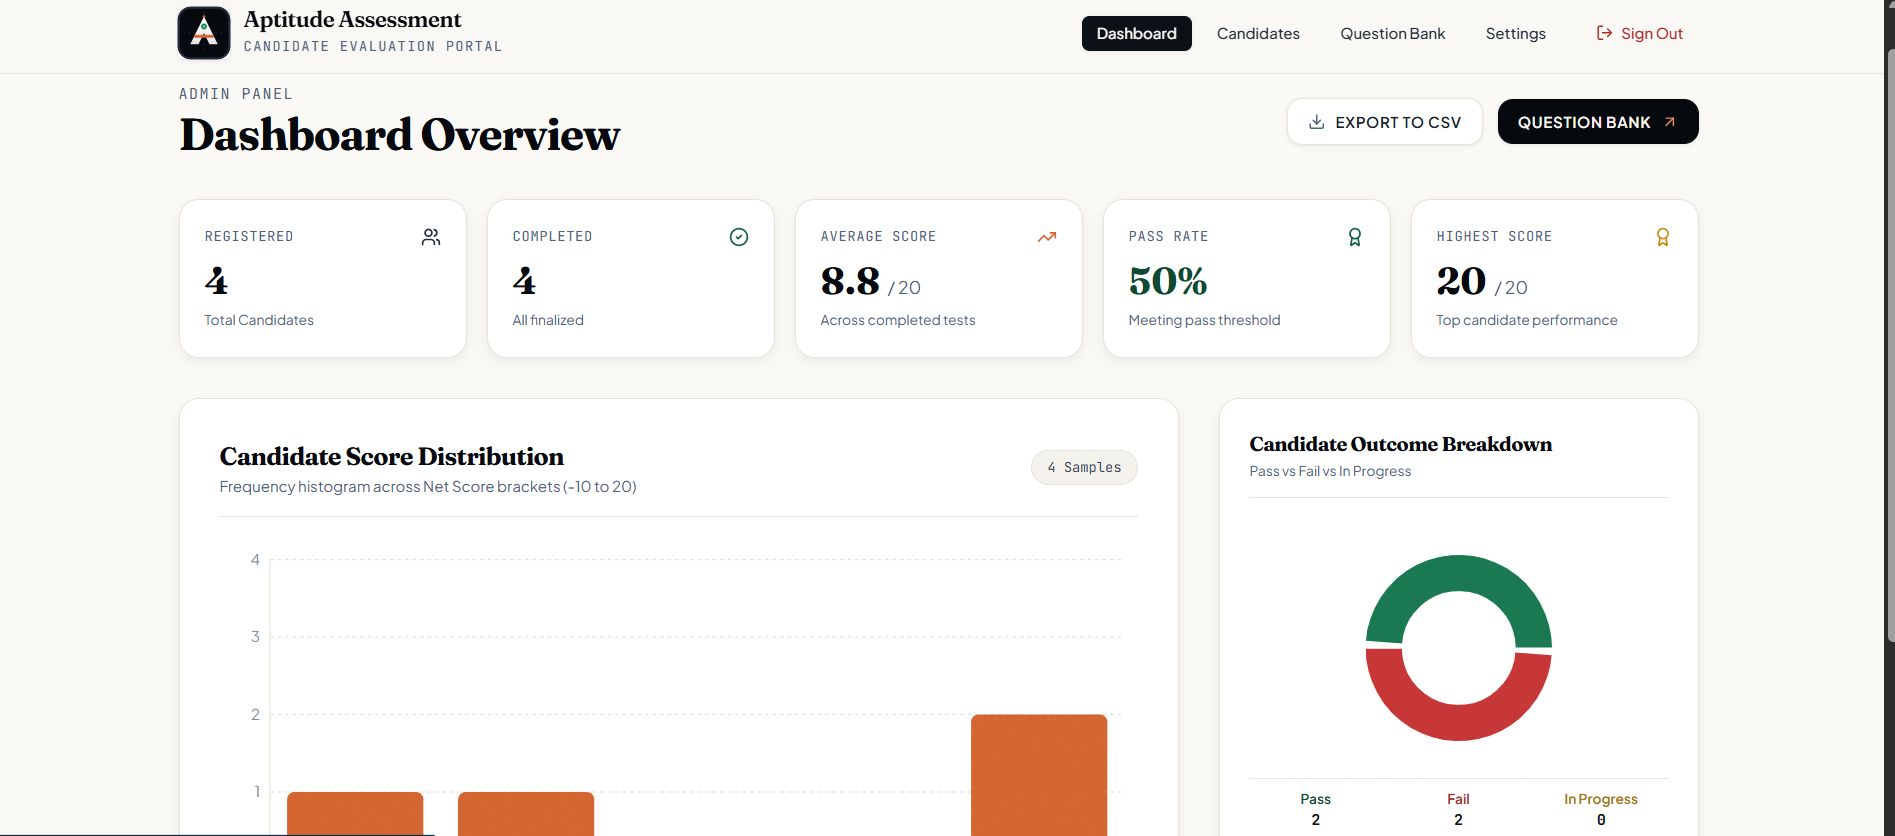 Aptitude Assessment
CANDIDATE EVALUATION PORTAL
Dashboard
Candidates
Question Bank
Settings
Sign Out
ADMIN PANEL
Dashboard Overview
EXPORT TO CSV
QUESTION BANK
REGISTERED
4
Total Candidates
COMPLETED
4
All finalized
AVERAGE SCORE
8.8 / 20
Across completed tests
PASS RATE
50%
Meeting pass threshold
HIGHEST SCORE
20 / 20
Top candidate performance
Candidate Score Distribution
Frequency histogram across Net Score brackets (-10 to 20)
4 Samples
4
3
2
1
Candidate Outcome Breakdown
Pass vs Fail vs In Progress
Pass
2
Fail
2
In Progress
0